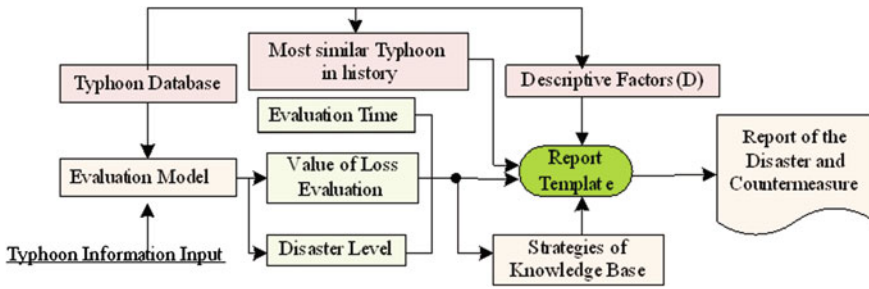 Most similar Typhoon
in history
Typhoon Database
Descriptive Factors (D)
Evaluation Time
Report of the
Disaster and
Countermeasure
Report
Template
Evaluation Model
Value of Loss
Evaluation
Typhoon Information Input
Disaster Level
Strategies of
Knowledge Base